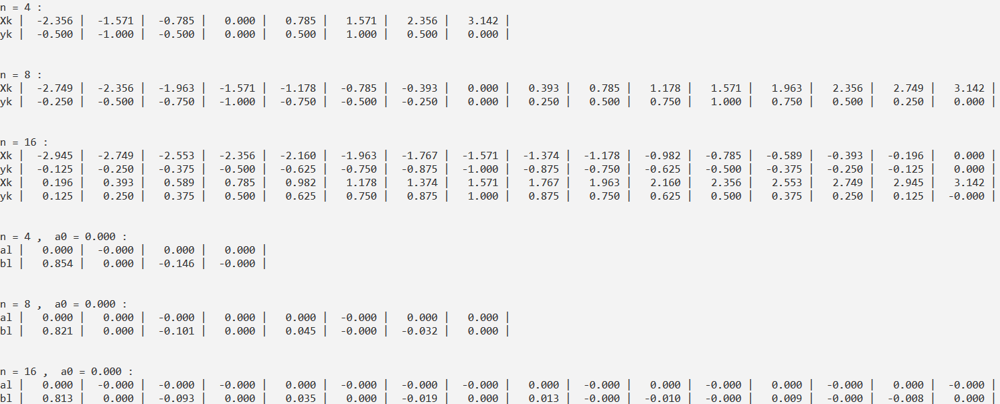 n = 4 :
Xk |  -2.356 |  -1.571 |  -0.785 |   0.000 |   0.785 |   1.571 |   2.356 |   3.142 |
yk |  -0.500 |  -1.000 |  -0.500 |   0.000 |   0.500 |   1.000 |   0.500 |   0.000 |
n = 8 :
Xk |  -2.749 |  -2.356 |  -1.963 |  -1.571 |  -1.178 |  -0.785 |  -0.393 |   0.000 |   0.393 |   0.785 |   1.178 |   1.571 |   1.963 |   2.356 |   2.749 |   3.142 |
yk |  -0.250 |  -0.500 |  -0.750 |  -1.000 |  -0.750 |  -0.500 |  -0.250 |   0.000 |   0.250 |   0.500 |   0.750 |   1.000 |   0.750 |   0.500 |   0.250 |   0.000 |
n = 16 :
Xk |  -2.945 |  -2.749 |  -2.553 |  -2.356 |  -2.160 |  -1.963 |  -1.767 |  -1.571 |  -1.374 |  -1.178 |  -0.982 |  -0.785 |  -0.589 |  -0.393 |  -0.196 |   0.000 |
yk |  -0.125 |  -0.250 |  -0.375 |  -0.500 |  -0.625 |  -0.750 |  -0.875 |  -1.000 |  -0.875 |  -0.750 |  -0.625 |  -0.500 |  -0.375 |  -0.250 |  -0.125 |   0.000 |
Xk |   0.196 |   0.393 |   0.589 |   0.785 |   0.982 |   1.178 |   1.374 |   1.571 |   1.767 |   1.963 |   2.160 |   2.356 |   2.553 |   2.749 |   2.945 |   3.142 |
yk |   0.125 |   0.250 |   0.375 |   0.500 |   0.625 |   0.750 |   0.875 |   1.000 |   0.875 |   0.750 |   0.625 |   0.500 |   0.375 |   0.250 |   0.125 |  -0.000 |
n = 4 ,  a0 = 0.000 :
al |   0.000 |  -0.000 |   0.000 |   0.000 |
bl |   0.854 |   0.000 |  -0.146 |  -0.000 |
n = 8 ,  a0 = 0.000 :
al |   0.000 |   0.000 |  -0.000 |   0.000 |   0.000 |  -0.000 |   0.000 |   0.000 |
bl |   0.821 |   0.000 |  -0.101 |   0.000 |   0.045 |  -0.000 |  -0.032 |   0.000 |
n = 16 ,  a0 = 0.000 :
al |   0.000 |  -0.000 |  -0.000 |  -0.000 |   0.000 |  -0.000 |  -0.000 |  -0.000 |   0.000 |  -0.000 |   0.000 |  -0.000 |   0.000 |  -0.000 |   0.000 |  -0.000 |
bl |   0.813 |   0.000 |  -0.093 |   0.000 |   0.035 |   0.000 |  -0.019 |   0.000 |   0.013 |  -0.000 |  -0.010 |  -0.000 |   0.009 |  -0.000 |  -0.008 |   0.000 |